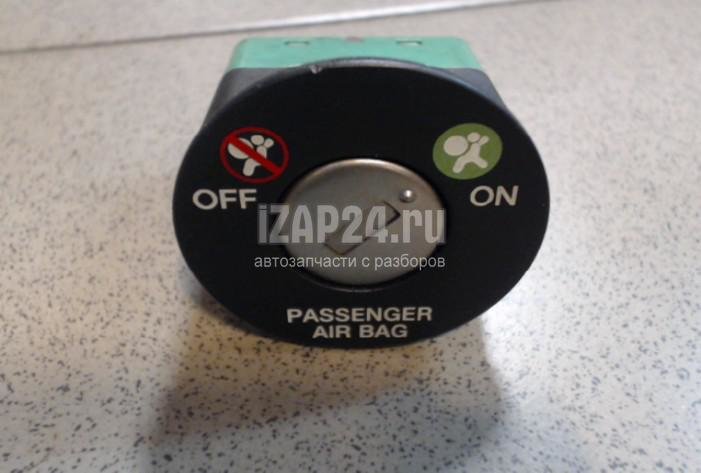 OFF
ON
iZAP24.ru
автозапчасти с разборов
PASSENGER
AIR BAG